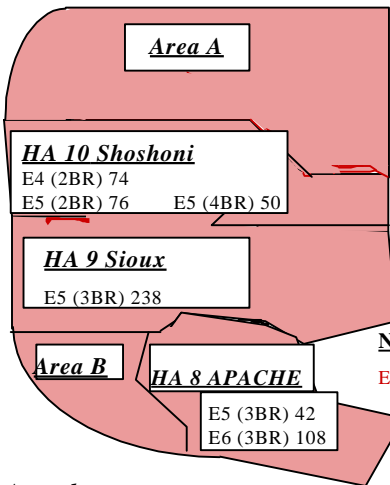 Area A
HA 10 Shoshoni
E4 (2BR) 74
E5 (2BR) 76 E5 (4BR) 50
HA 9 Sioux
E5 (3BR) 238
Area B
HA 8 APACHE
E5 (3BR) 42
E6 (3BR) 108
N
E